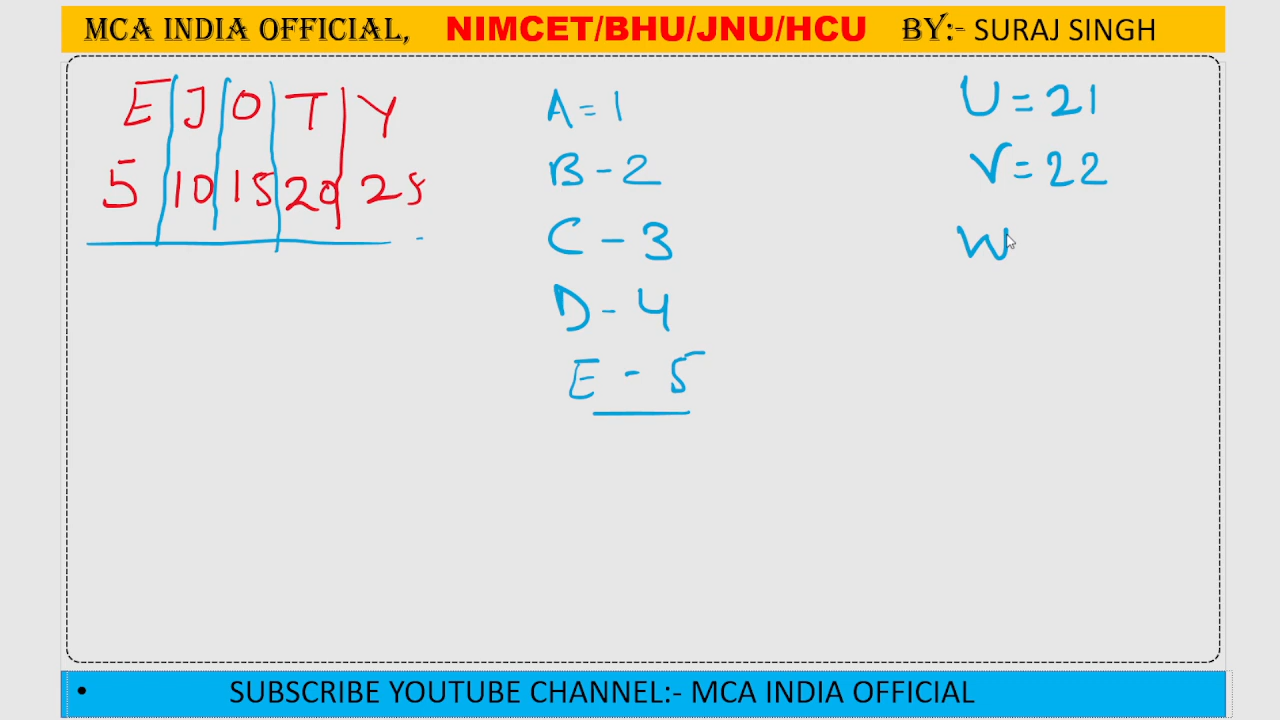 MCA INDIA OFFICIAL, NIMCET/BHU/JNU/HCU BY:- SURAJ SINGH
E J O T Y
5 10 15 20 25
A = 1
B - 2
C - 3
D - 4
E - 5
U = 21
V = 22
W
• SUBSCRIBE YOUTUBE CHANNEL:- MCA INDIA OFFICIAL